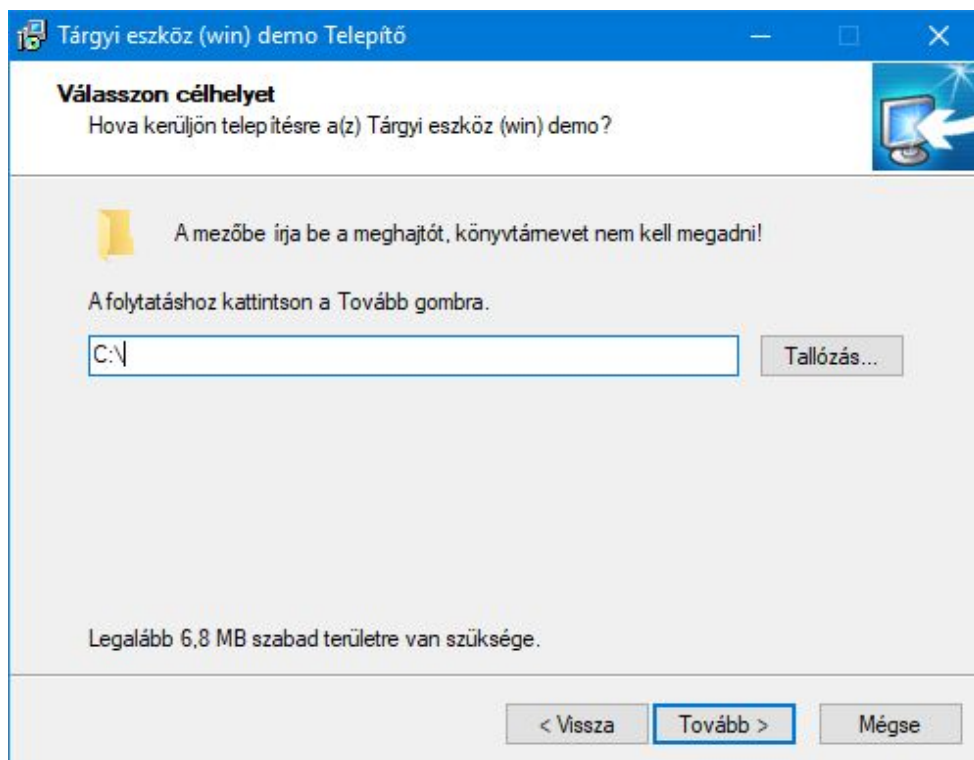 Tárgyi eszköz (win) demo Telepítő
Válasszon célhelyet
Hova kerüljön telepítésre a(z) Tárgyi eszköz (win) demo?
A mezőbe írja be a meghajtót, könyvtárnevet nem kell megadni!
A folytatáshoz kattintson a Tovább gombra.
C:\
Tallózás...
Legalább 6,8 MB szabad területre van szüksége.
< Vissza
Tovább >
Mégse